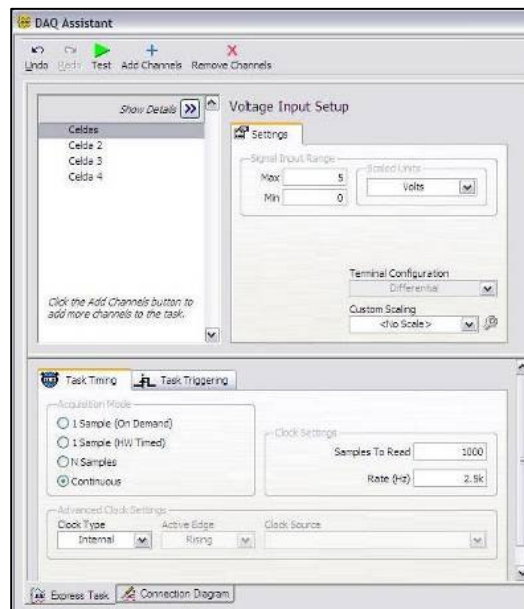 DAQ Assistant
Undo Redo Test Add Channels Remove Channels
Show Details
Celdas
Celda 2
Celda 3
Celda 4
Click the Add Channels button to
add more channels to the task.
Voltage Input Setup
Settings
Signal Input Range
Max 5
Min 0
Scaled Units
Volts
Terminal Configuration
Differential
Custom Scaling
<No Scale>
Task Timing Task Triggering
Acquisition Mode
1 Sample (On Demand)
1 Sample (HW Timed)
N Samples
Continuous
Clock Settings
Samples To Read 1000
Rate (Hz) 2.5k
Advanced Clock Settings
Clock Type Active Edge Clock Source
Internal Rising
Express Task Connection Diagram